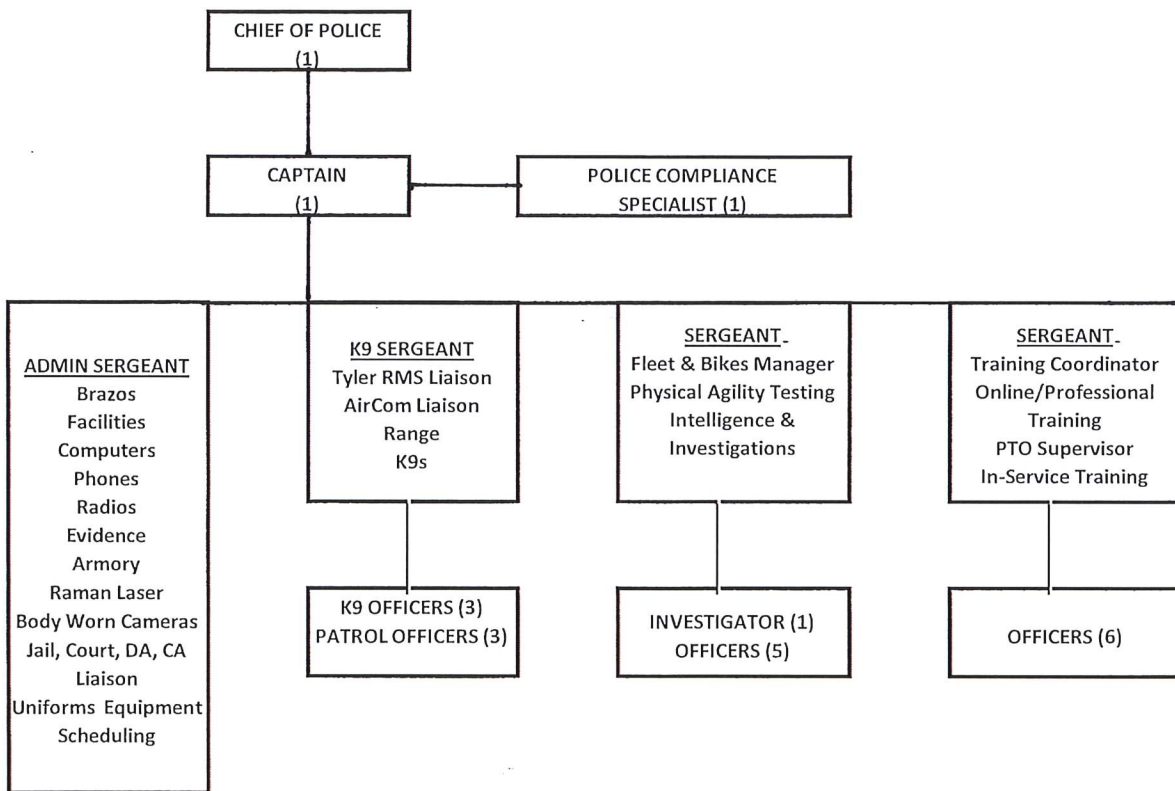 CHIEF OF POLICE
(1)
CAPTAIN
(1)
POLICE COMPLIANCE
SPECIALIST (1)
ADMIN SERGEANT
Brazos
Facilities
Computers
Phones
Radios
Evidence
Armory
Raman Laser
Body Worn Cameras
Jail, Court, DA, CA
Liaison
Uniforms Equipment
Scheduling
K9 SERGEANT
Tyler RMS Liaison
AirCom Liaison
Range
K9s
SERGEANT
Fleet & Bikes Manager
Physical Agility Testing
Intelligence &
Investigations
SERGEANT
Training Coordinator
Online/Professional
Training
PTO Supervisor
In-Service Training
K9 OFFICERS (3)
PATROL OFFICERS (3)
INVESTIGATOR (1)
OFFICERS (5)
OFFICERS (6)